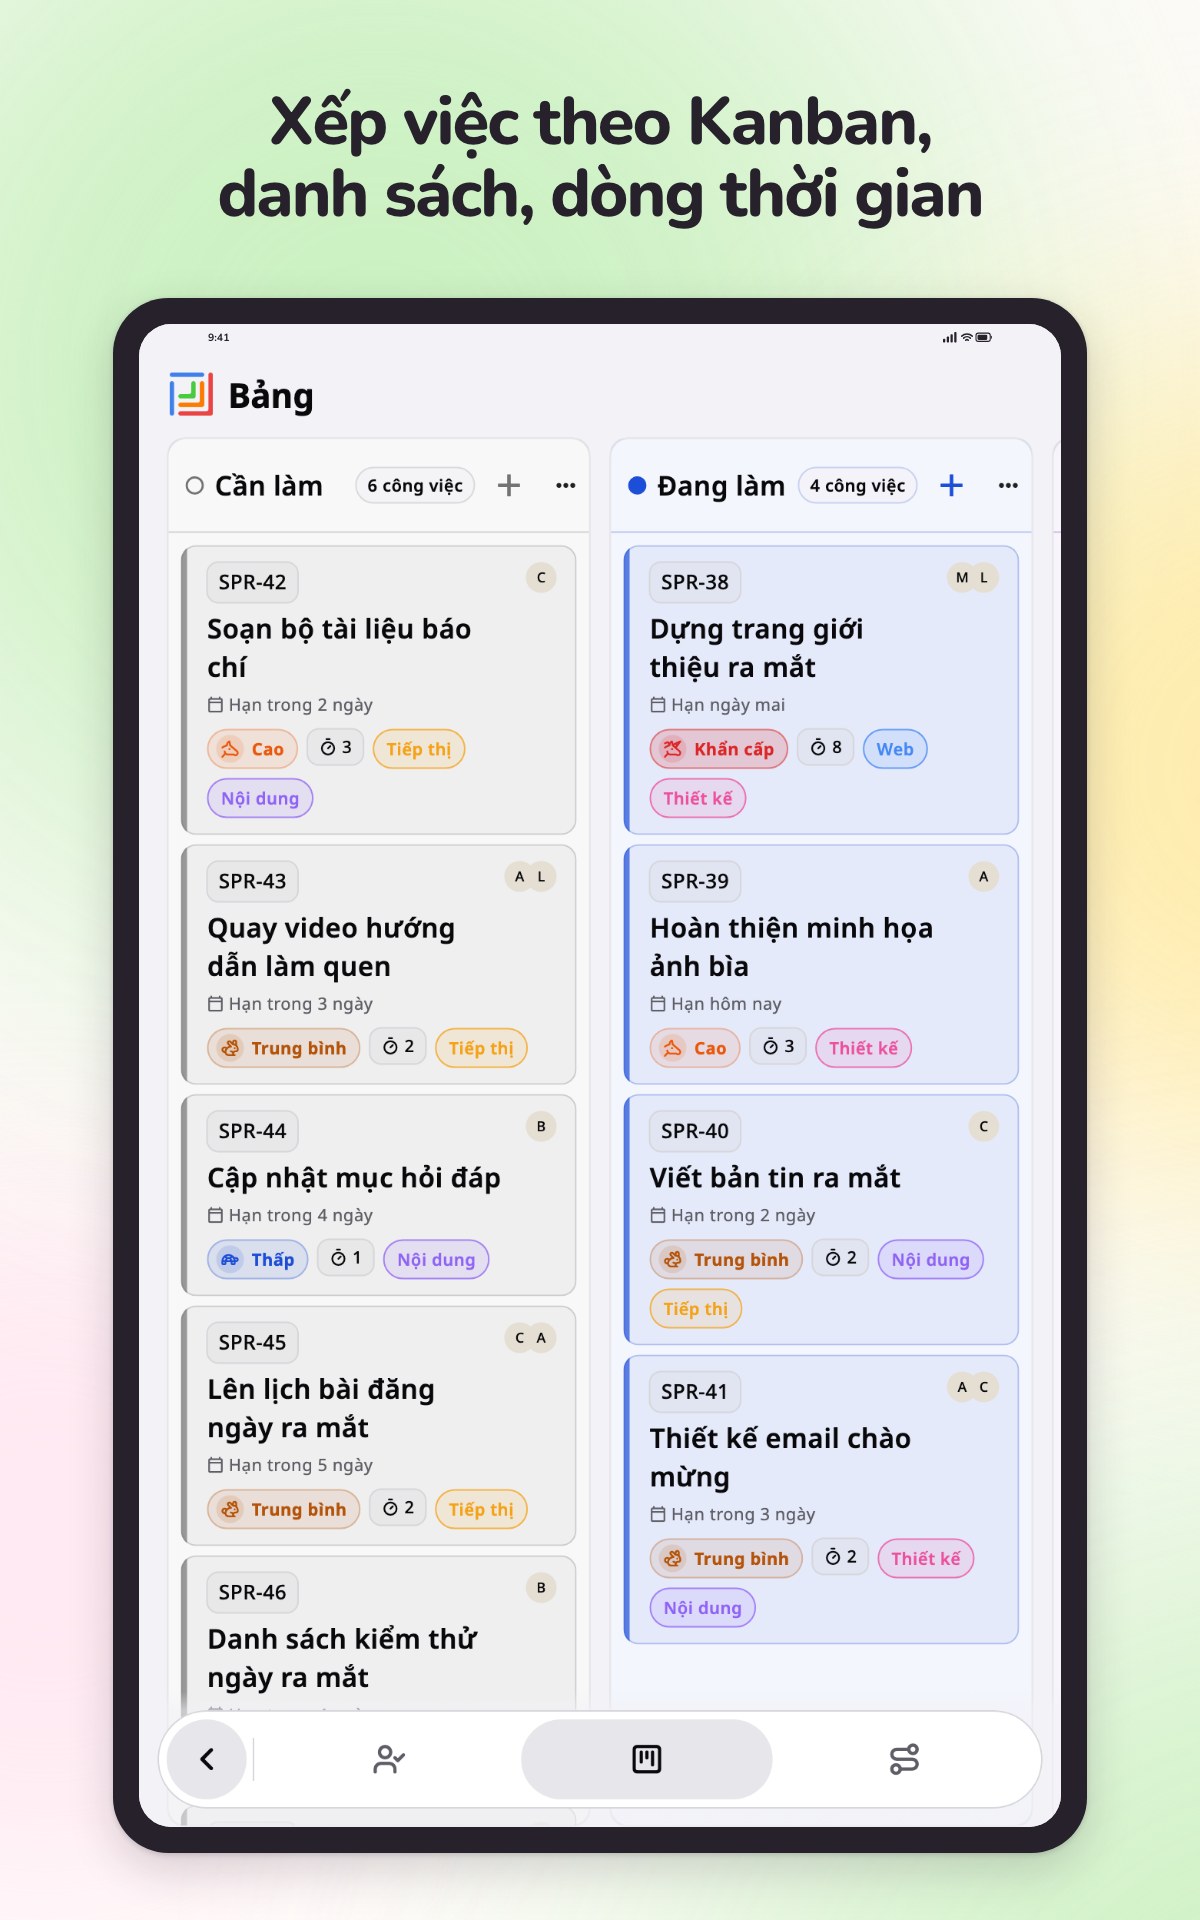 Xếp việc theo Kanban,
danh sách, dòng thời gian
9:41
Bảng
Cần làm
6 công việc
SPR-42
C
Soạn bộ tài liệu báo
chí
Hạn trong 2 ngày
Cao
3
Tiếp thị
Nội dung
SPR-43
A L
Quay video hướng
dẫn làm quen
Hạn trong 3 ngày
Trung bình
2
Tiếp thị
SPR-44
B
Cập nhật mục hỏi đáp
Hạn trong 4 ngày
Thấp
1
Nội dung
SPR-45
C A
Lên lịch bài đăng
ngày ra mắt
Hạn trong 5 ngày
Trung bình
2
Tiếp thị
SPR-46
B
Danh sách kiểm thử
ngày ra mắt
Đang làm
4 công việc
SPR-38
M L
Dựng trang giới
thiệu ra mắt
Hạn ngày mai
Khẩn cấp
8
Web
Thiết kế
SPR-39
A
Hoàn thiện minh họa
ảnh bìa
Hạn hôm nay
Cao
3
Thiết kế
SPR-40
C
Viết bản tin ra mắt
Hạn trong 2 ngày
Trung bình
2
Nội dung
Tiếp thị
SPR-41
A C
Thiết kế email chào
mừng
Hạn trong 3 ngày
Trung bình
2
Thiết kế
Nội dung